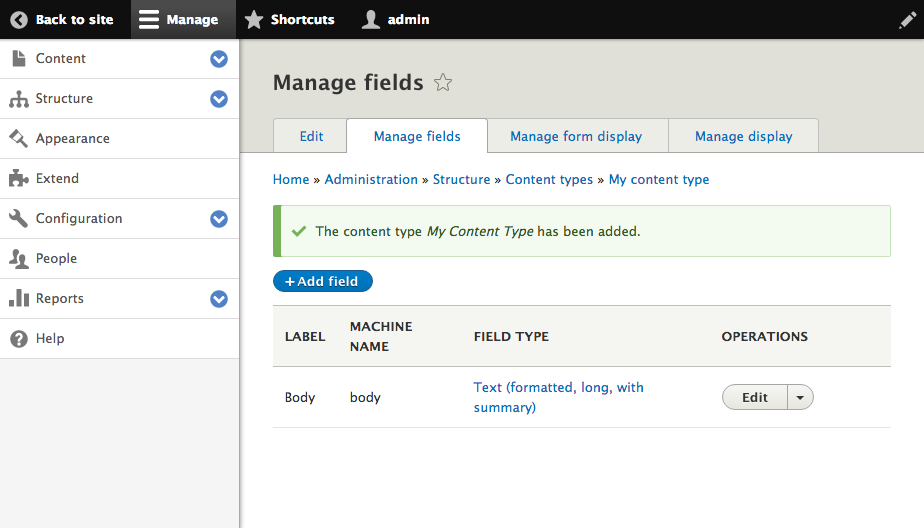 Back to site Manage Shortcuts admin
Content
Structure
Appearance
Extend
Configuration
People
Reports
Help
Manage fields
Edit Manage fields Manage form display Manage display
Home » Administration » Structure » Content types » My content type
The content type My Content Type has been added.
+ Add field
LABEL MACHINE NAME FIELD TYPE OPERATIONS
Body body Text (formatted, long, with summary) Edit